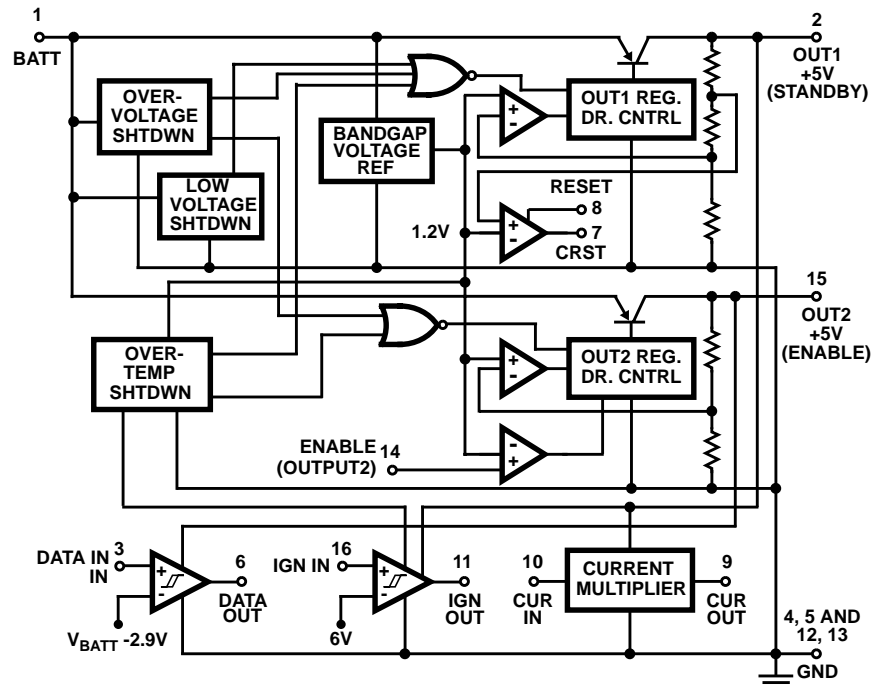 1
BATT
2
OUT1
+5V
(STANDBY)
OVER-
VOLTAGE
SHTDWN
BANDGAP
VOLTAGE
REF
+
-
OUT1 REG.
DR. CNTRL
LOW
VOLTAGE
SHTDWN
RESET
8
1.2V
+
-
7
CRST
15
OUT2
+5V
(ENABLE)
OVER-
TEMP
SHTDWN
+
-
OUT2 REG.
DR. CNTRL
ENABLE 14
(OUTPUT2)
-
+
DATA IN 3
IN
+
-
6
DATA
OUT
VBATT -2.9V
16
IGN IN
+
-
11
IGN
OUT
6V
10
CUR
IN
CURRENT
MULTIPLIER
9
CUR
OUT
4, 5 AND
12, 13
GND